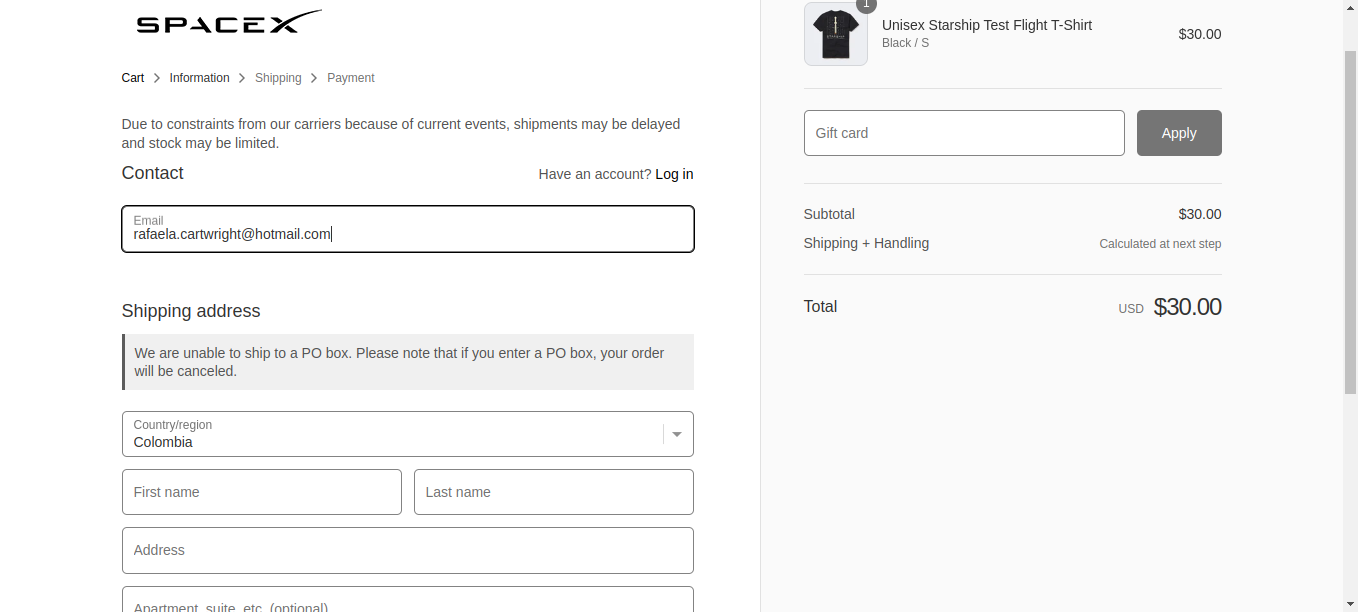 SPACEX
Cart > Information > Shipping > Payment
Due to constraints from our carriers because of current events, shipments may be delayed
and stock may be limited.
Contact
Have an account? Log in
Email
rafaela.cartwright@hotmail.com
Shipping address
We are unable to ship to a PO box. Please note that if you enter a PO box, your order
will be canceled.
Country/region
Colombia
First name
Last name
Address
Apartment, suite, etc. (optional)
1
Unisex Starship Test Flight T-Shirt
Black / S
$30.00
Gift card
Apply
Subtotal
$30.00
Shipping + Handling
Calculated at next step
Total
USD $30.00